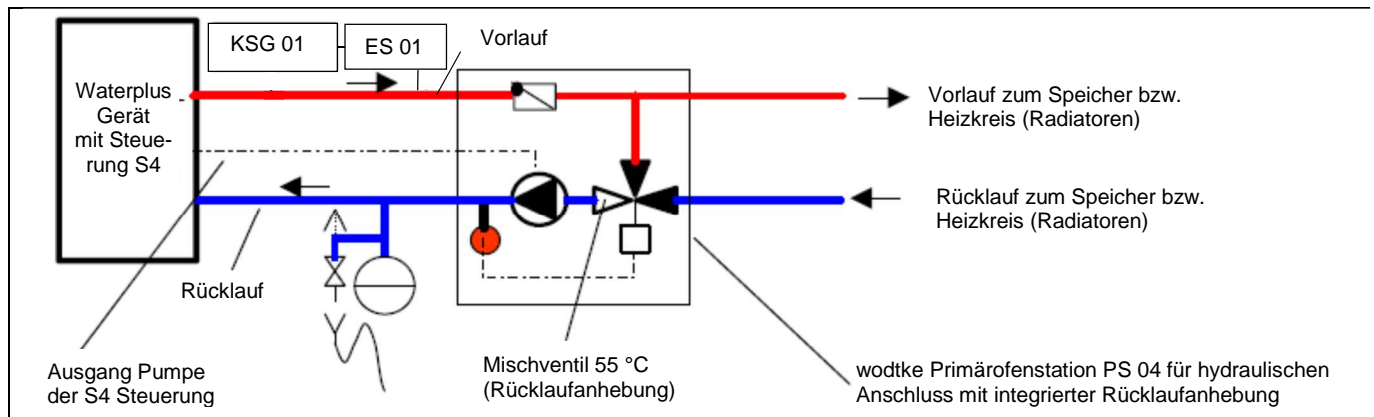 KSG 01
ES 01
Vorlauf
Waterplus
Gerät
mit Steue-
rung S4
Vorlauf zum Speicher bzw.
Heizkreis (Radiatoren)
Rücklauf zum Speicher bzw.
Heizkreis (Radiatoren)
Rücklauf
Ausgang Pumpe
der S4 Steuerung
Mischventil 55 °C
(Rücklaufanhebung)
wodtke Primärofenstation PS 04 für hydraulischen
Anschluss mit integrierter Rücklaufanhebung